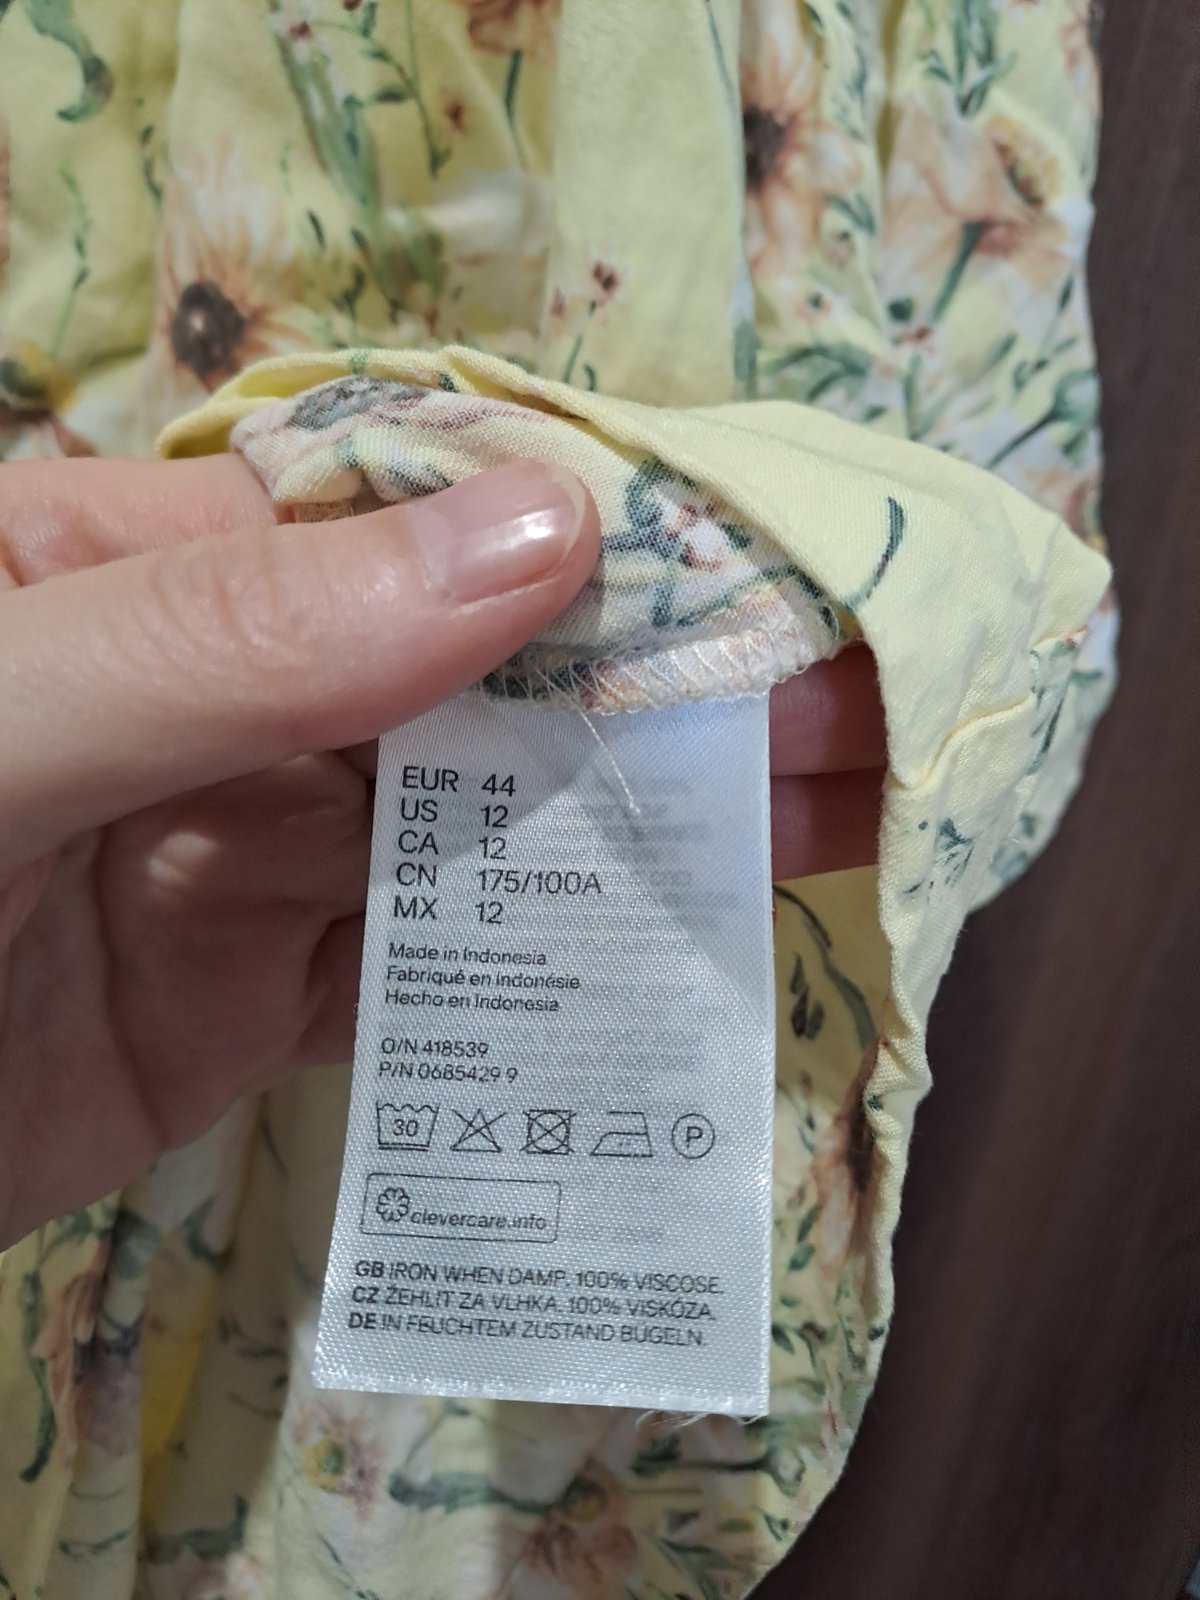 EUR 44
US 12
CA 12
CN 175/100A
MX 12
Made in Indonesia
Fabriqué en Indonésie
Hecho en Indonesia
O/N 418539
P/N 0685429 9
30
P
clevercare.info
GB IRON WHEN DAMP. 100% VISCOSE.
CZ ŽEHLIT ZA VLHKA. 100% VISKÓZA.
DE IN FEUCHTEM ZUSTAND BÜGELN.